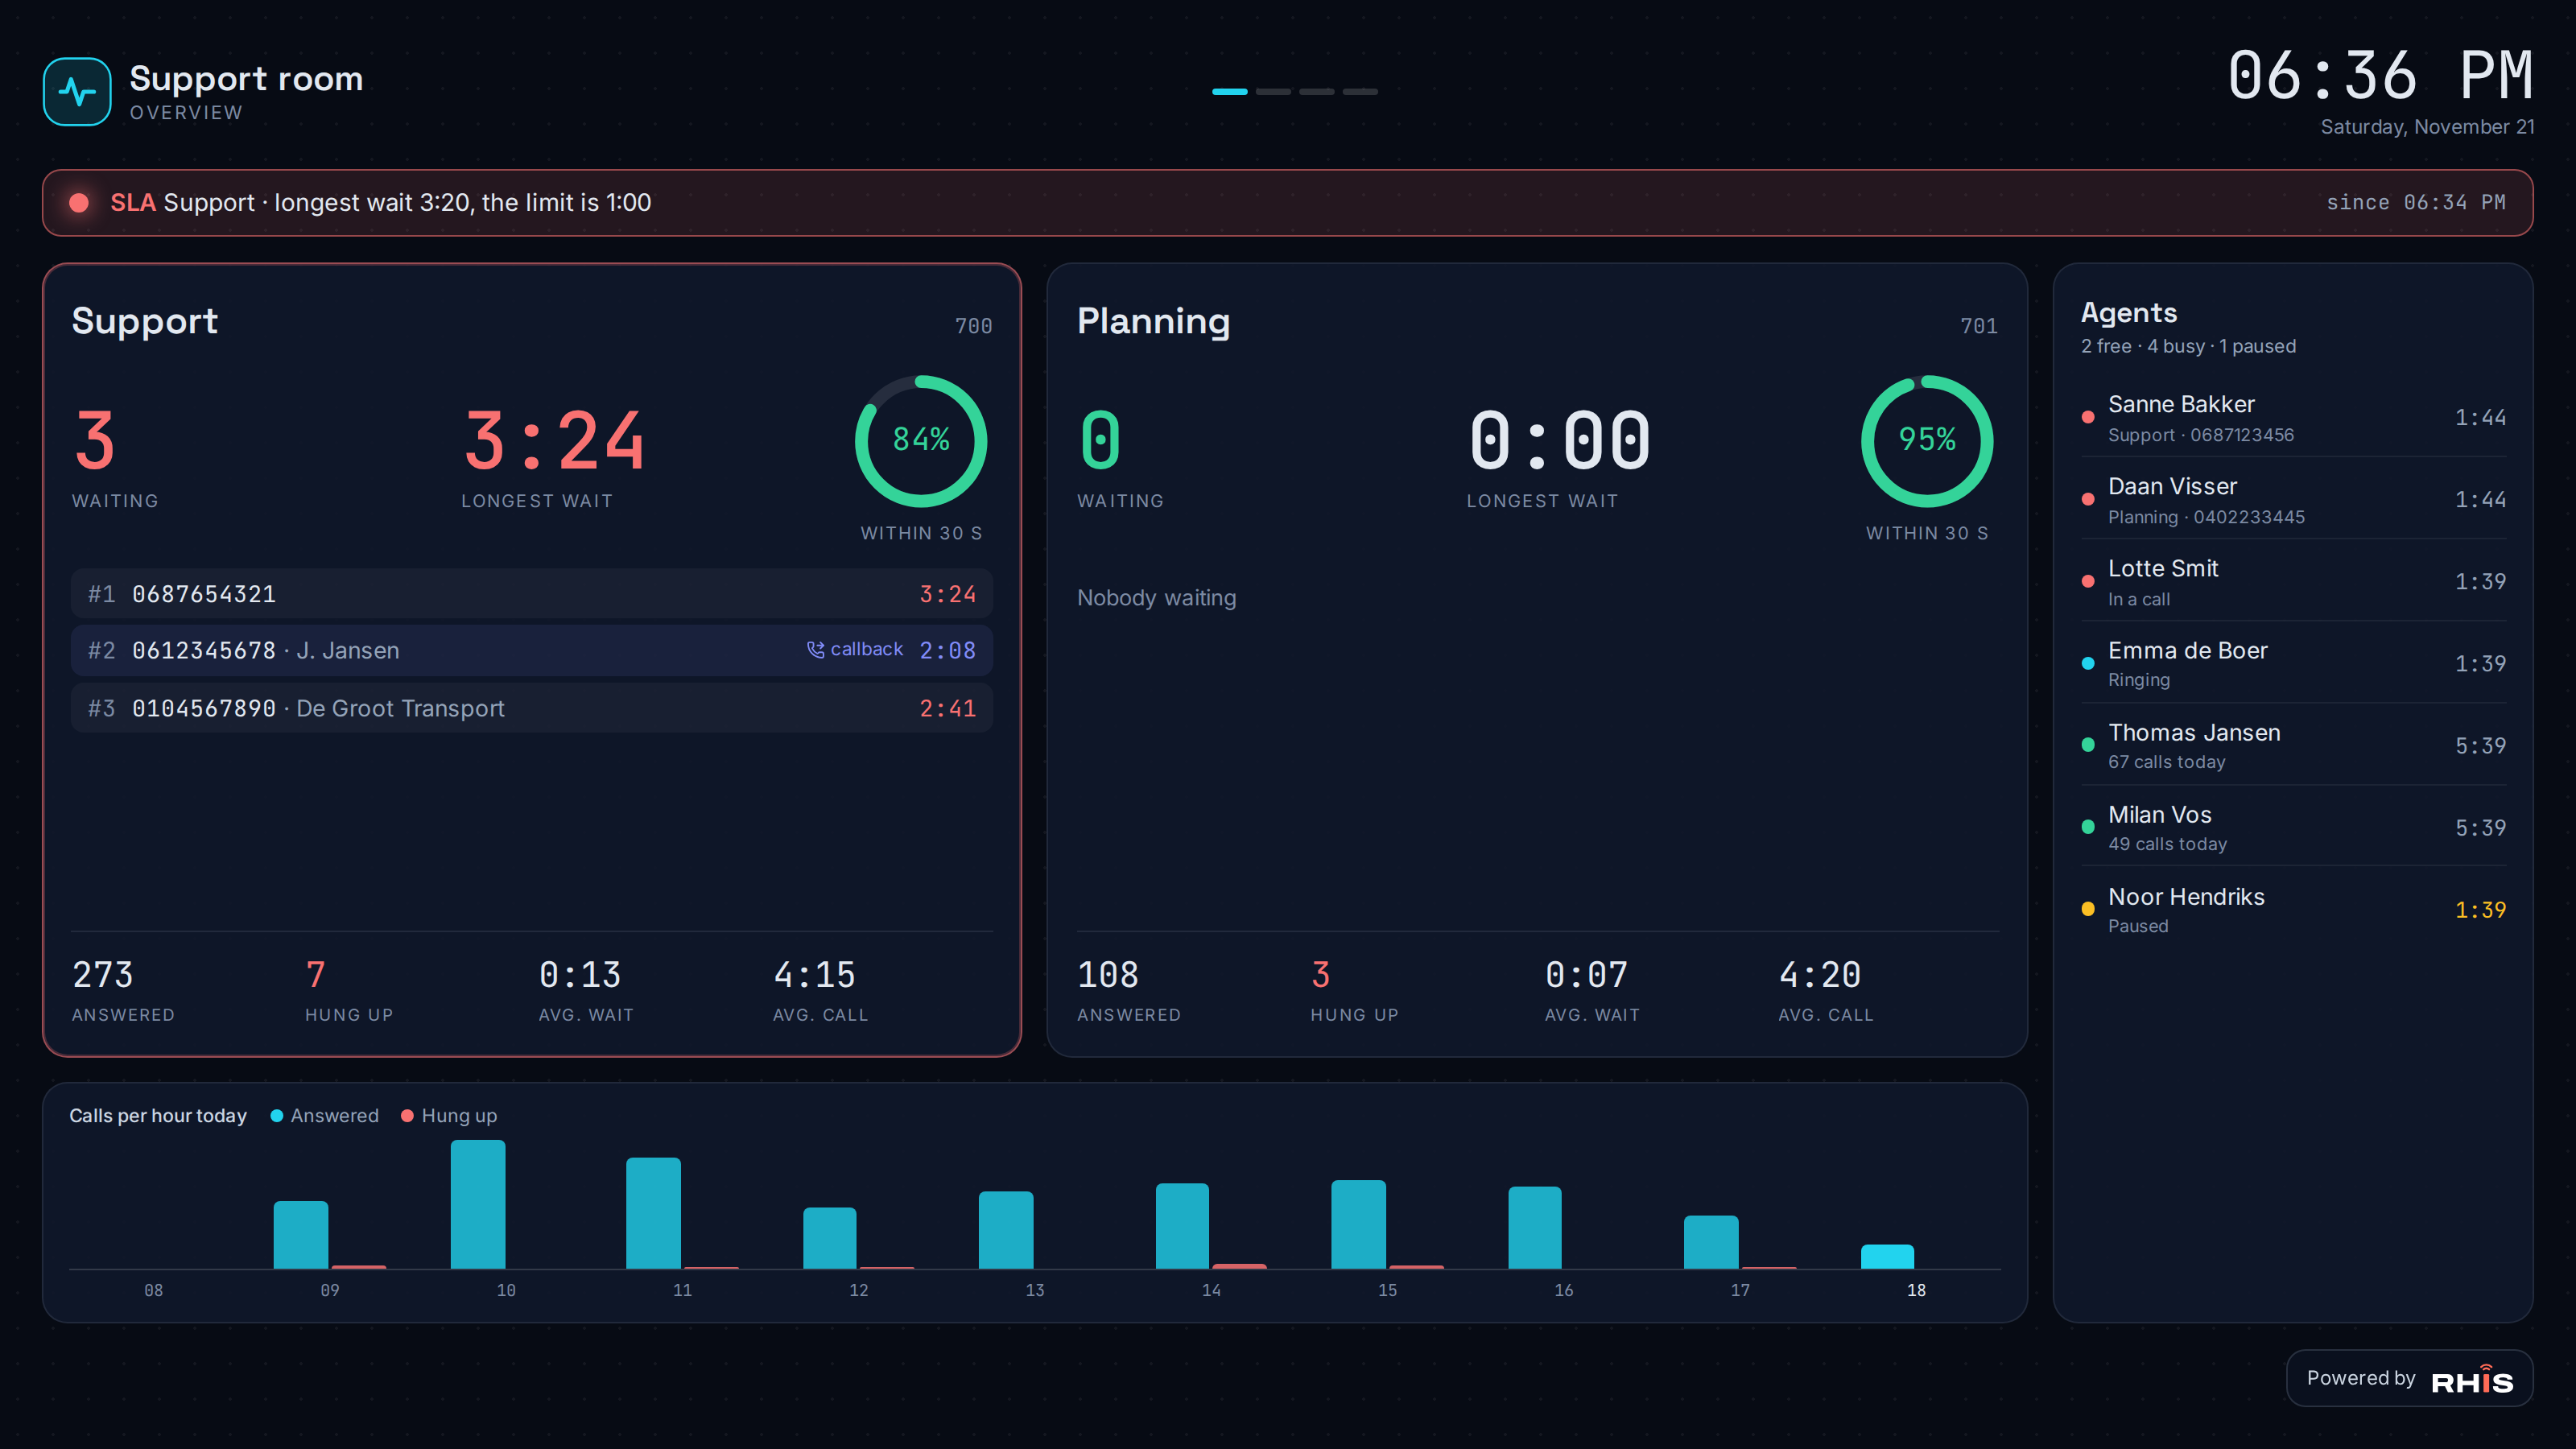 Support room
OVERVIEW
06:36 PM
Saturday, November 21
SLA Support · longest wait 3:20, the limit is 1:00
since 06:34 PM
Support
700
3
WAITING
3:24
LONGEST WAIT
84%
WITHIN 30 S
#1 0687654321 3:24
#2 0612345678 · J. Jansen callback 2:08
#3 0104567890 · De Groot Transport 2:41
273
ANSWERED
7
HUNG UP
0:13
AVG. WAIT
4:15
AVG. CALL
Planning
701
0
WAITING
0:00
LONGEST WAIT
95%
WITHIN 30 S
Nobody waiting
108
ANSWERED
3
HUNG UP
0:07
AVG. WAIT
4:20
AVG. CALL
Agents
2 free · 4 busy · 1 paused
Sanne Bakker
Support · 0687123456
1:44
Daan Visser
Planning · 0402233445
1:44
Lotte Smit
In a call
1:39
Emma de Boer
Ringing
1:39
Thomas Jansen
67 calls today
5:39
Milan Vos
49 calls today
5:39
Noor Hendriks
Paused
1:39
Calls per hour today Answered Hung up
08 09 10 11 12 13 14 15 16 17 18
Powered by RHiS